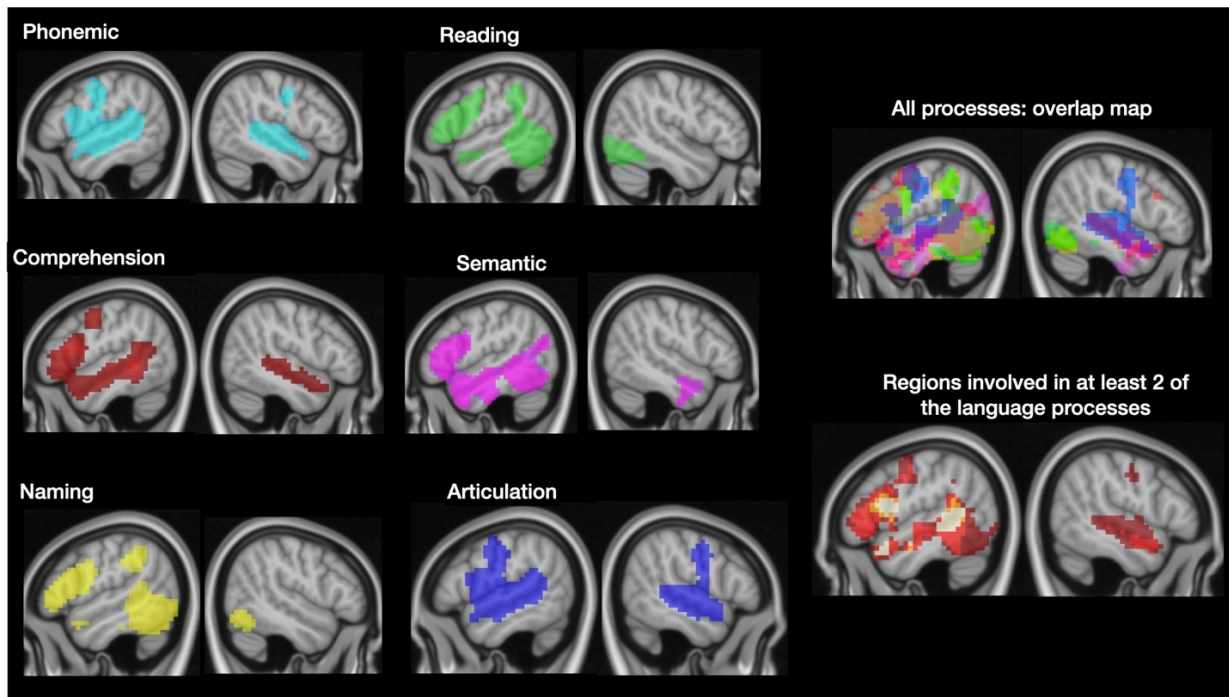 Phonemic
Reading
All processes: overlap map
Comprehension
Semantic
Regions involved in at least 2 of
the language processes
Naming
Articulation